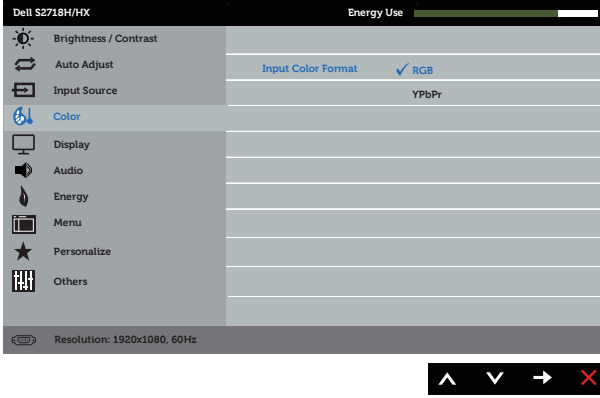 Dell S2718H/HX Energy Use
Brightness / Contrast
Auto Adjust Input Color Format RGB
Input Source YPbPr
Color
Display
Audio
Energy
Menu
Personalize
Others
Resolution: 1920x1080, 60Hz